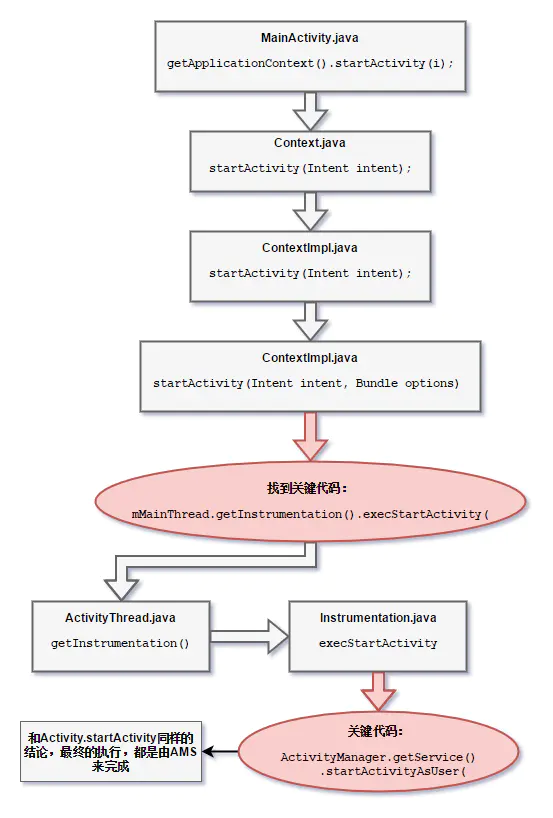 MainActivity.java
getApplicationContext().startActivity(i);
Context.java
startActivity(Intent intent);
ContextImpl.java
startActivity(Intent intent);
ContextImpl.java
startActivity(Intent intent, Bundle options)
找到关键代码：
mMainThread.getInstrumentation().execStartActivity(
ActivityThread.java
getInstrumentation()
Instrumentation.java
execStartActivity
关键代码：
ActivityManager.getService()
.startActivityAsUser(
和Activity.startActivity同样的
结论，最终的执行，都是由AMS
来完成